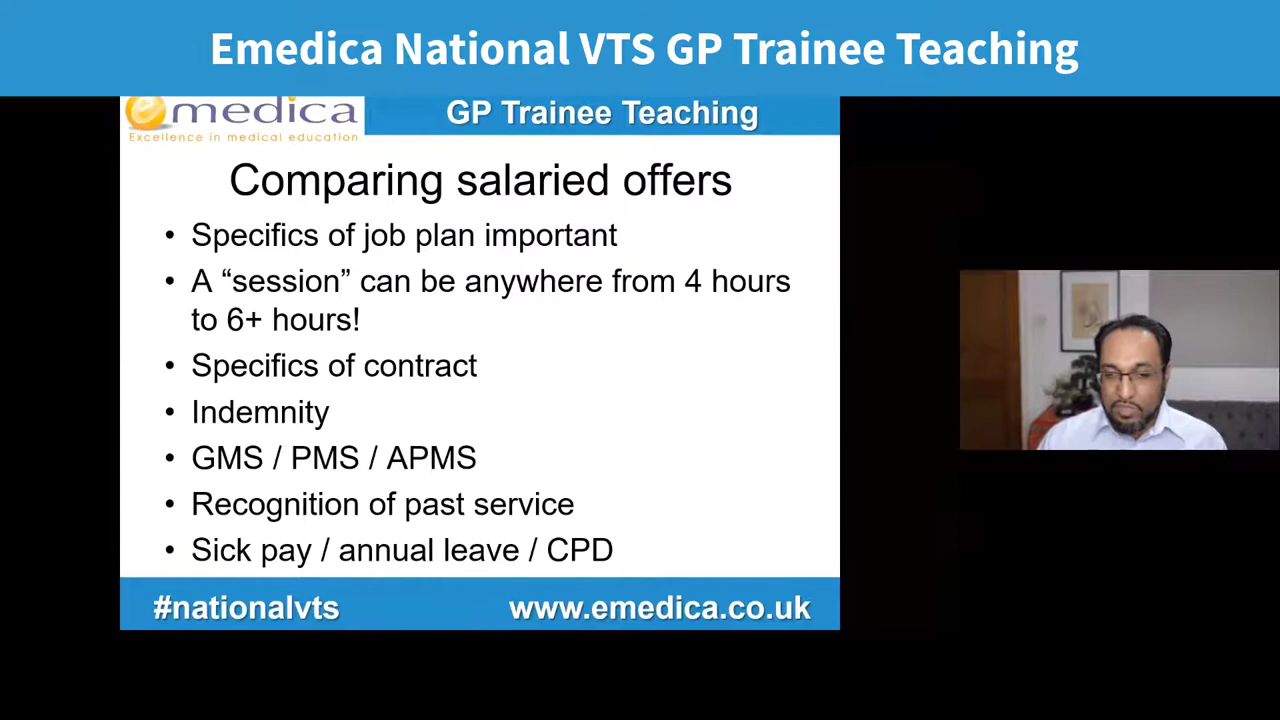 Emedica National VTS GP Trainee Teaching
emedica
Excellence in medical education
GP Trainee Teaching
Comparing salaried offers
• Specifics of job plan important
• A “session” can be anywhere from 4 hours
to 6+ hours!
• Specifics of contract
• Indemnity
• GMS / PMS / APMS
• Recognition of past service
• Sick pay / annual leave / CPD
#nationalvts
www.emedica.co.uk